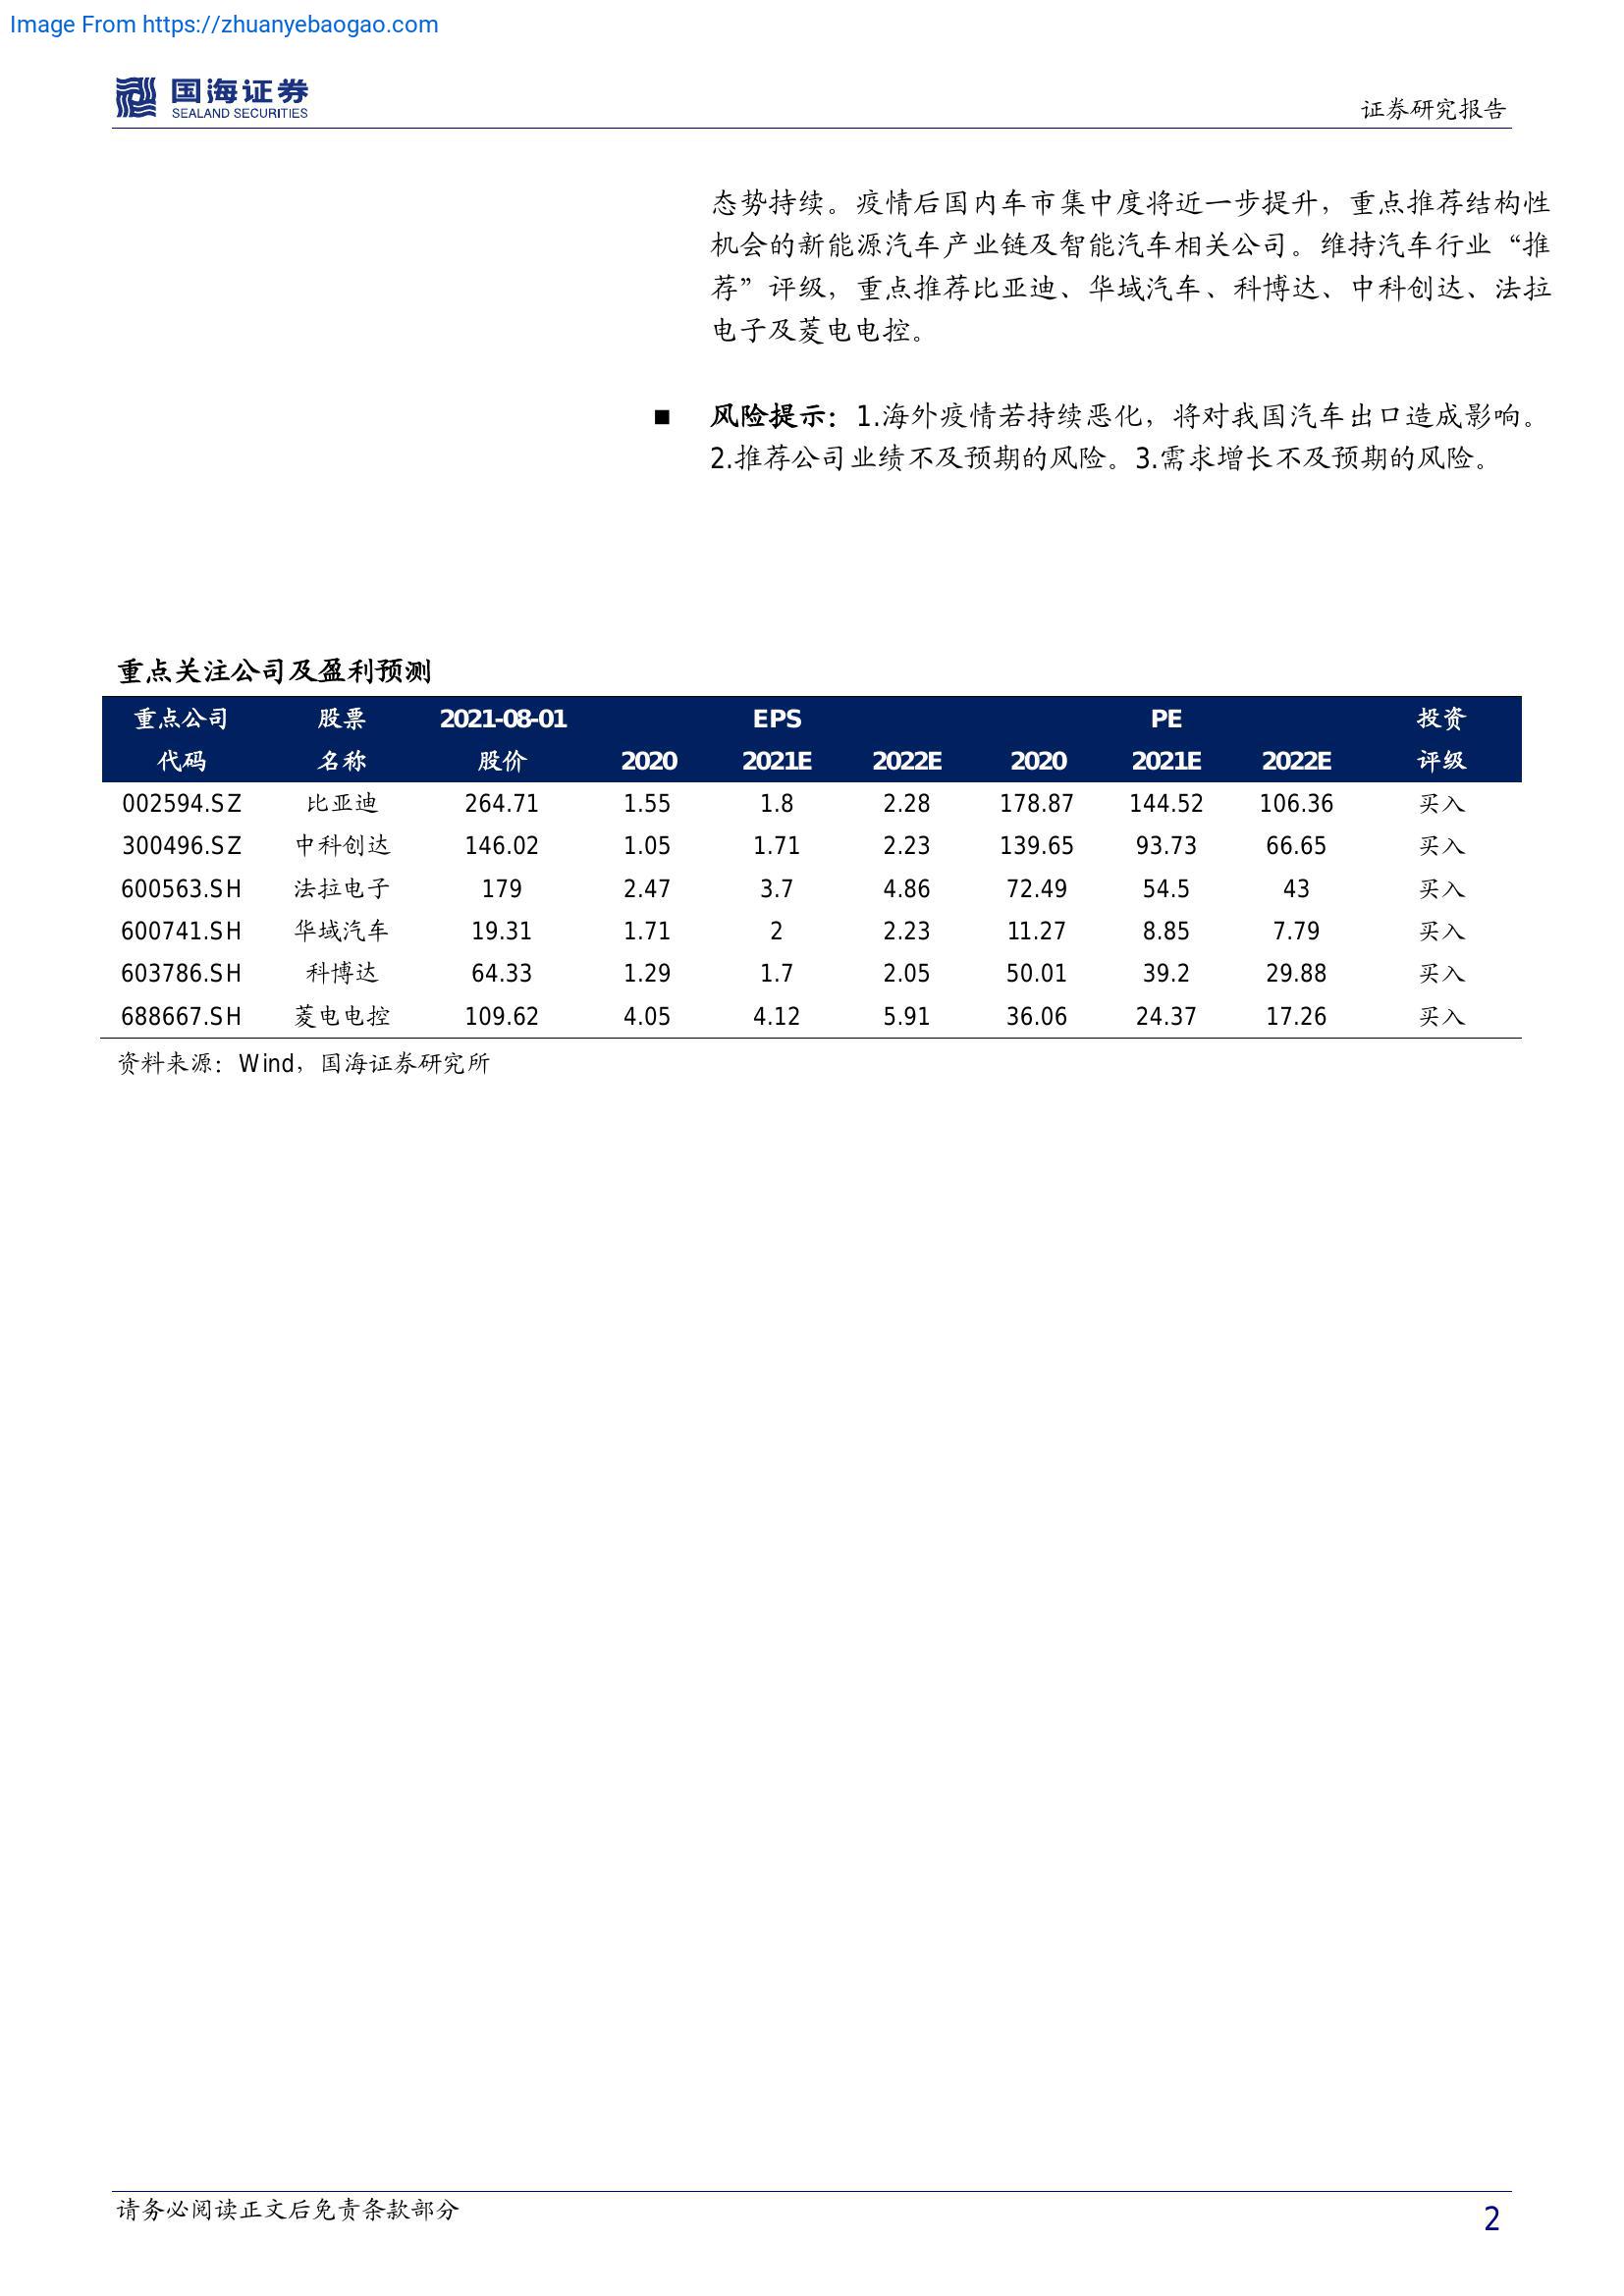 Image From https://zhuanyebaogao.com
国海证券
SEALAND SECURITIES
证券研究报告
态势持续。疫情后国内车市集中度将近一步提升，重点推荐结构性
机会的新能源汽车产业链及智能汽车相关公司。维持汽车行业“推
荐”评级，重点推荐比亚迪、华域汽车、科博达、中科创达、法拉
电子及菱电电控。
■ 风险提示：1.海外疫情若持续恶化，将对我国汽车出口造成影响。
2.推荐公司业绩不及预期的风险。3.需求增长不及预期的风险。
重点关注公司及盈利预测
重点公司 股票 2021-08-01 EPS PE 投资
代码 名称 股价 2020 2021E 2022E 2020 2021E 2022E 评级
002594.SZ 比亚迪 264.71 1.55 1.8 2.28 178.87 144.52 106.36 买入
300496.SZ 中科创达 146.02 1.05 1.71 2.23 139.65 93.73 66.65 买入
600563.SH 法拉电子 179 2.47 3.7 4.86 72.49 54.5 43 买入
600741.SH 华域汽车 19.31 1.71 2 2.23 11.27 8.85 7.79 买入
603786.SH 科博达 64.33 1.29 1.7 2.05 50.01 39.2 29.88 买入
688667.SH 菱电电控 109.62 4.05 4.12 5.91 36.06 24.37 17.26 买入
资料来源：Wind，国海证券研究所
请务必阅读正文后免责条款部分
2